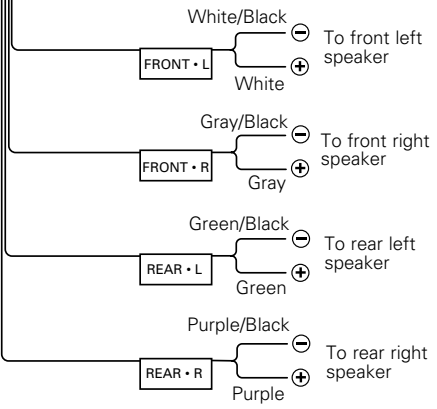 White/Black
To front left
speaker
FRONT • L
White
Gray/Black
To front right
speaker
FRONT • R
Gray
Green/Black
To rear left
speaker
REAR • L
Green
Purple/Black
To rear right
speaker
REAR • R
Purple